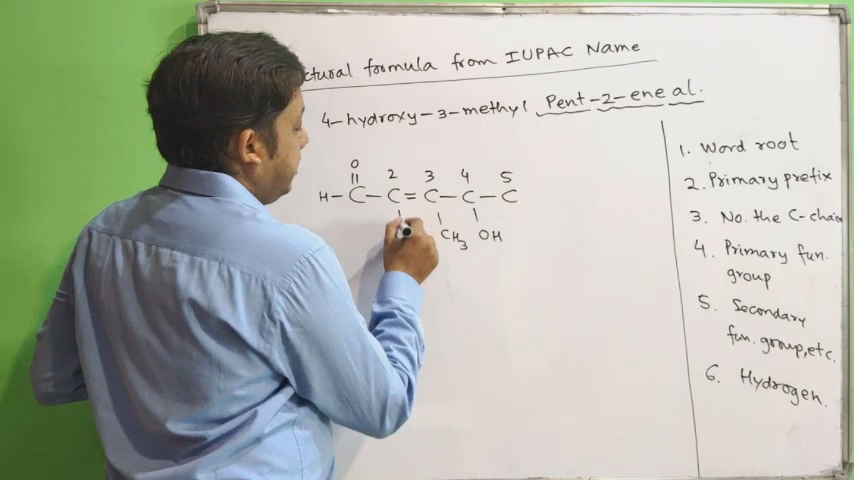 ctural formula from IUPAC Name
4-hydroxy-3-methyl Pent-2-ene al.
O
2 3 4 5
H-C-C=C-C-C
CH3 OH
1. Word root
2. Primary prefix
3. No. the C-chain
4. Primary fun.
group
5. Secondary
fun. group, etc.
6. Hydrogen.